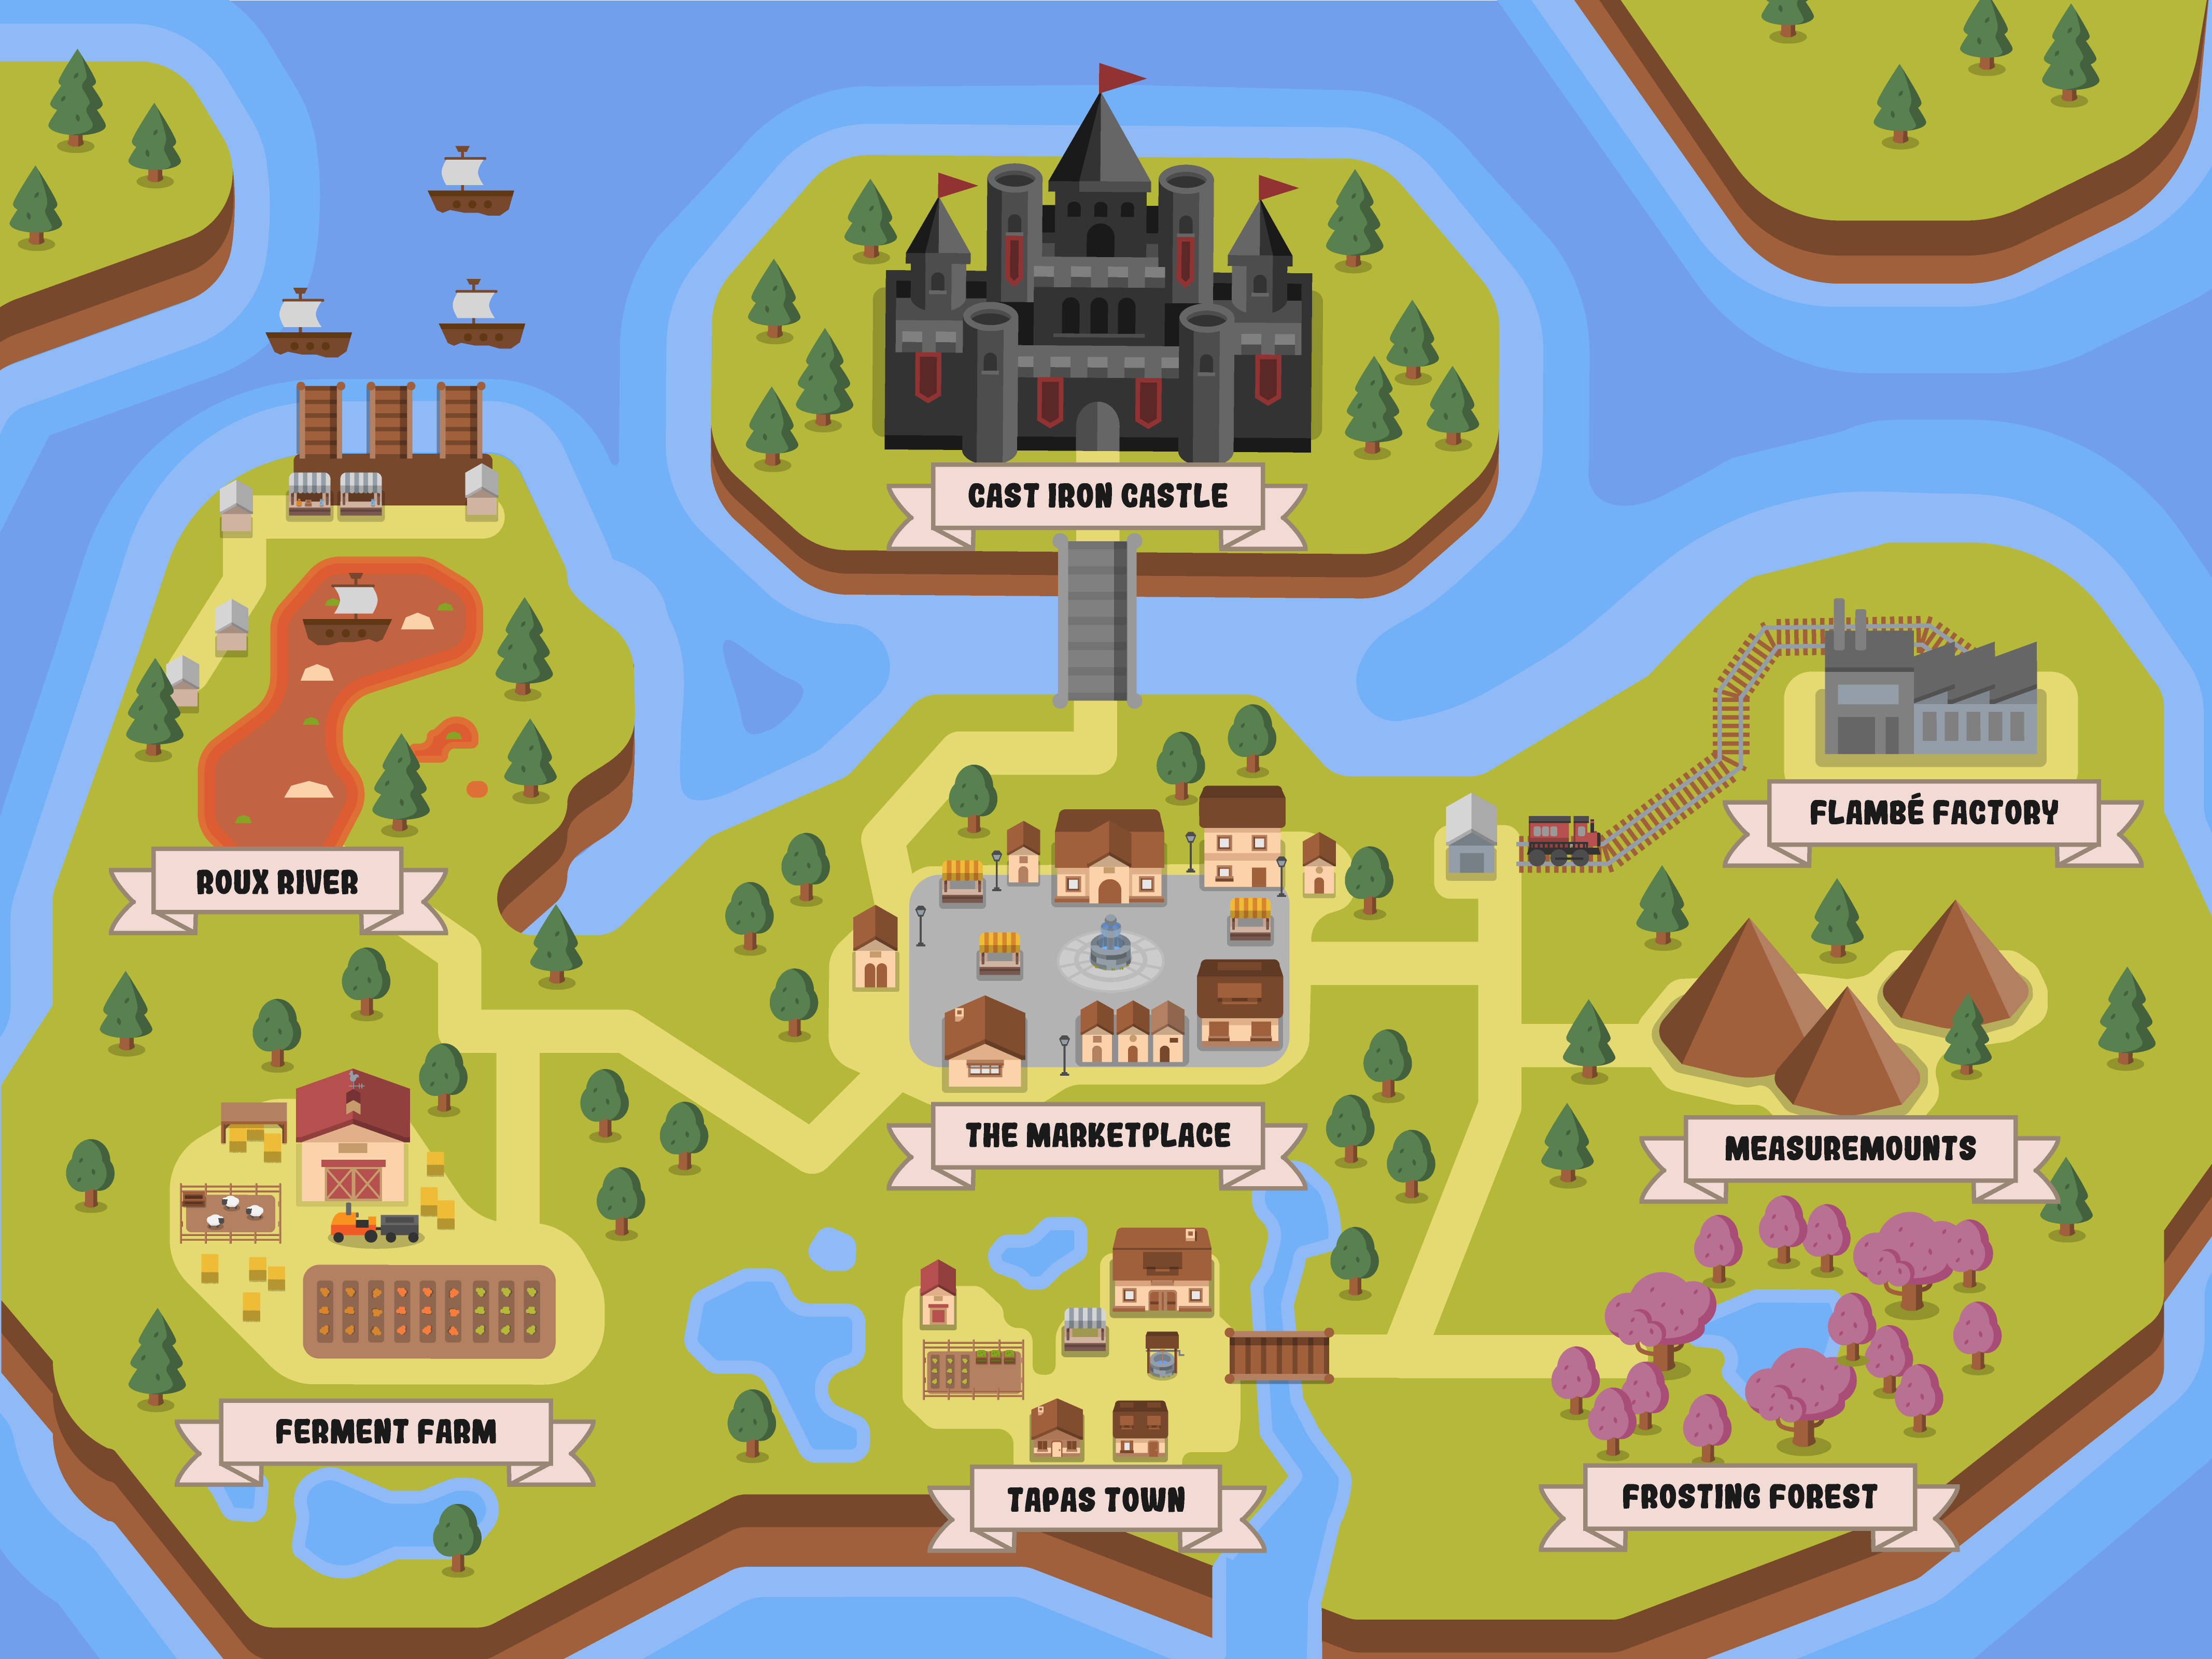 CAST IRON CASTLE
FLAMBÉ FACTORY
ROUX RIVER
THE MARKETPLACE
MEASUREMOUNTS
FERMENT FARM
TAPAS TOWN
FROSTING FOREST